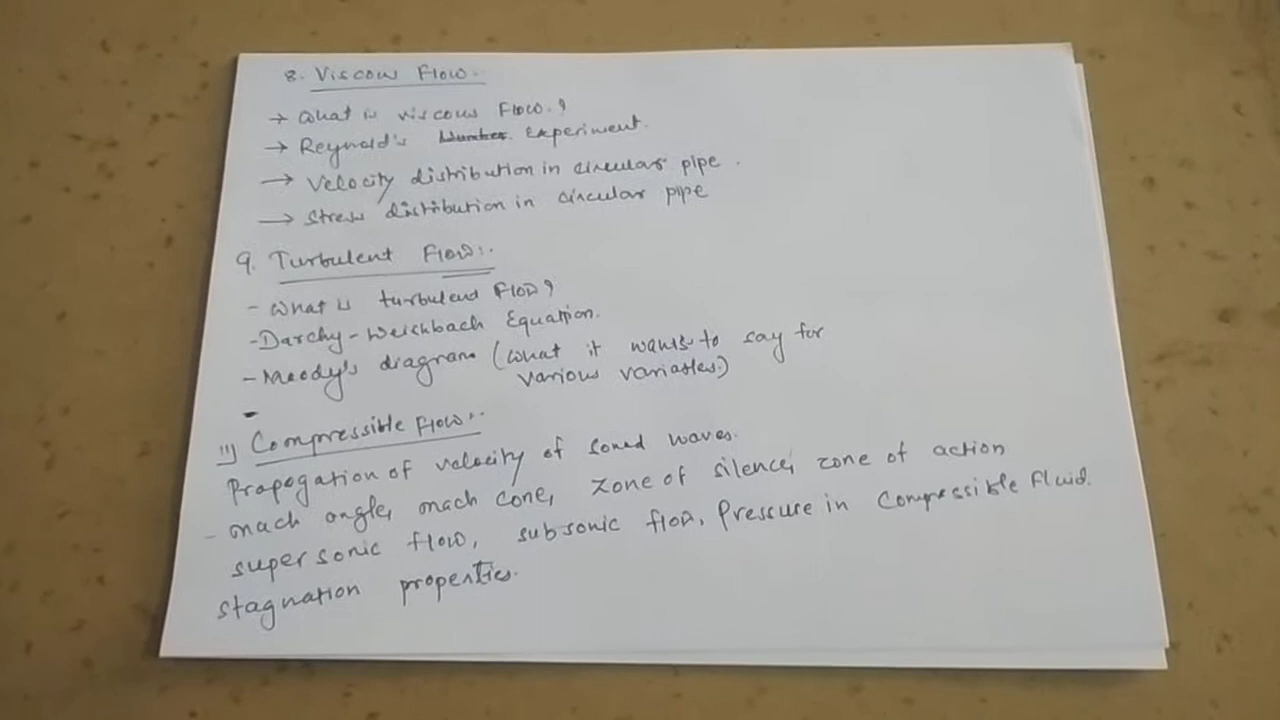 8. Viscous Flow:-
→ What is viscous Flow.?
→ Reynold's Number Experiment.
→ Velocity distribution in circular pipe.
→ Stress distribution in circular pipe
9. Turbulent Flow:-
- What is turbulent Flow?
- Darchy-Weishbach Equation.
- Moody's diagram (What it wants to say for
various variables.)
11) Compressible Flow:-
Propogation of velocity of sound waves.
- mach angle, mach cone, zone of silence, zone of action
supersonic flow, subsonic flow, Pressure in Compressible Fluid.
stagnation properties.